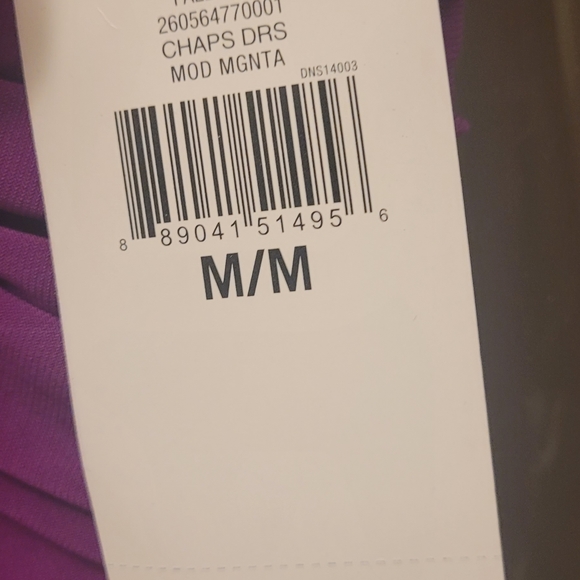 260564770001
CHAPS DRS
MOD MGNTA
DNS14003
8 89041 51495 6
M/M